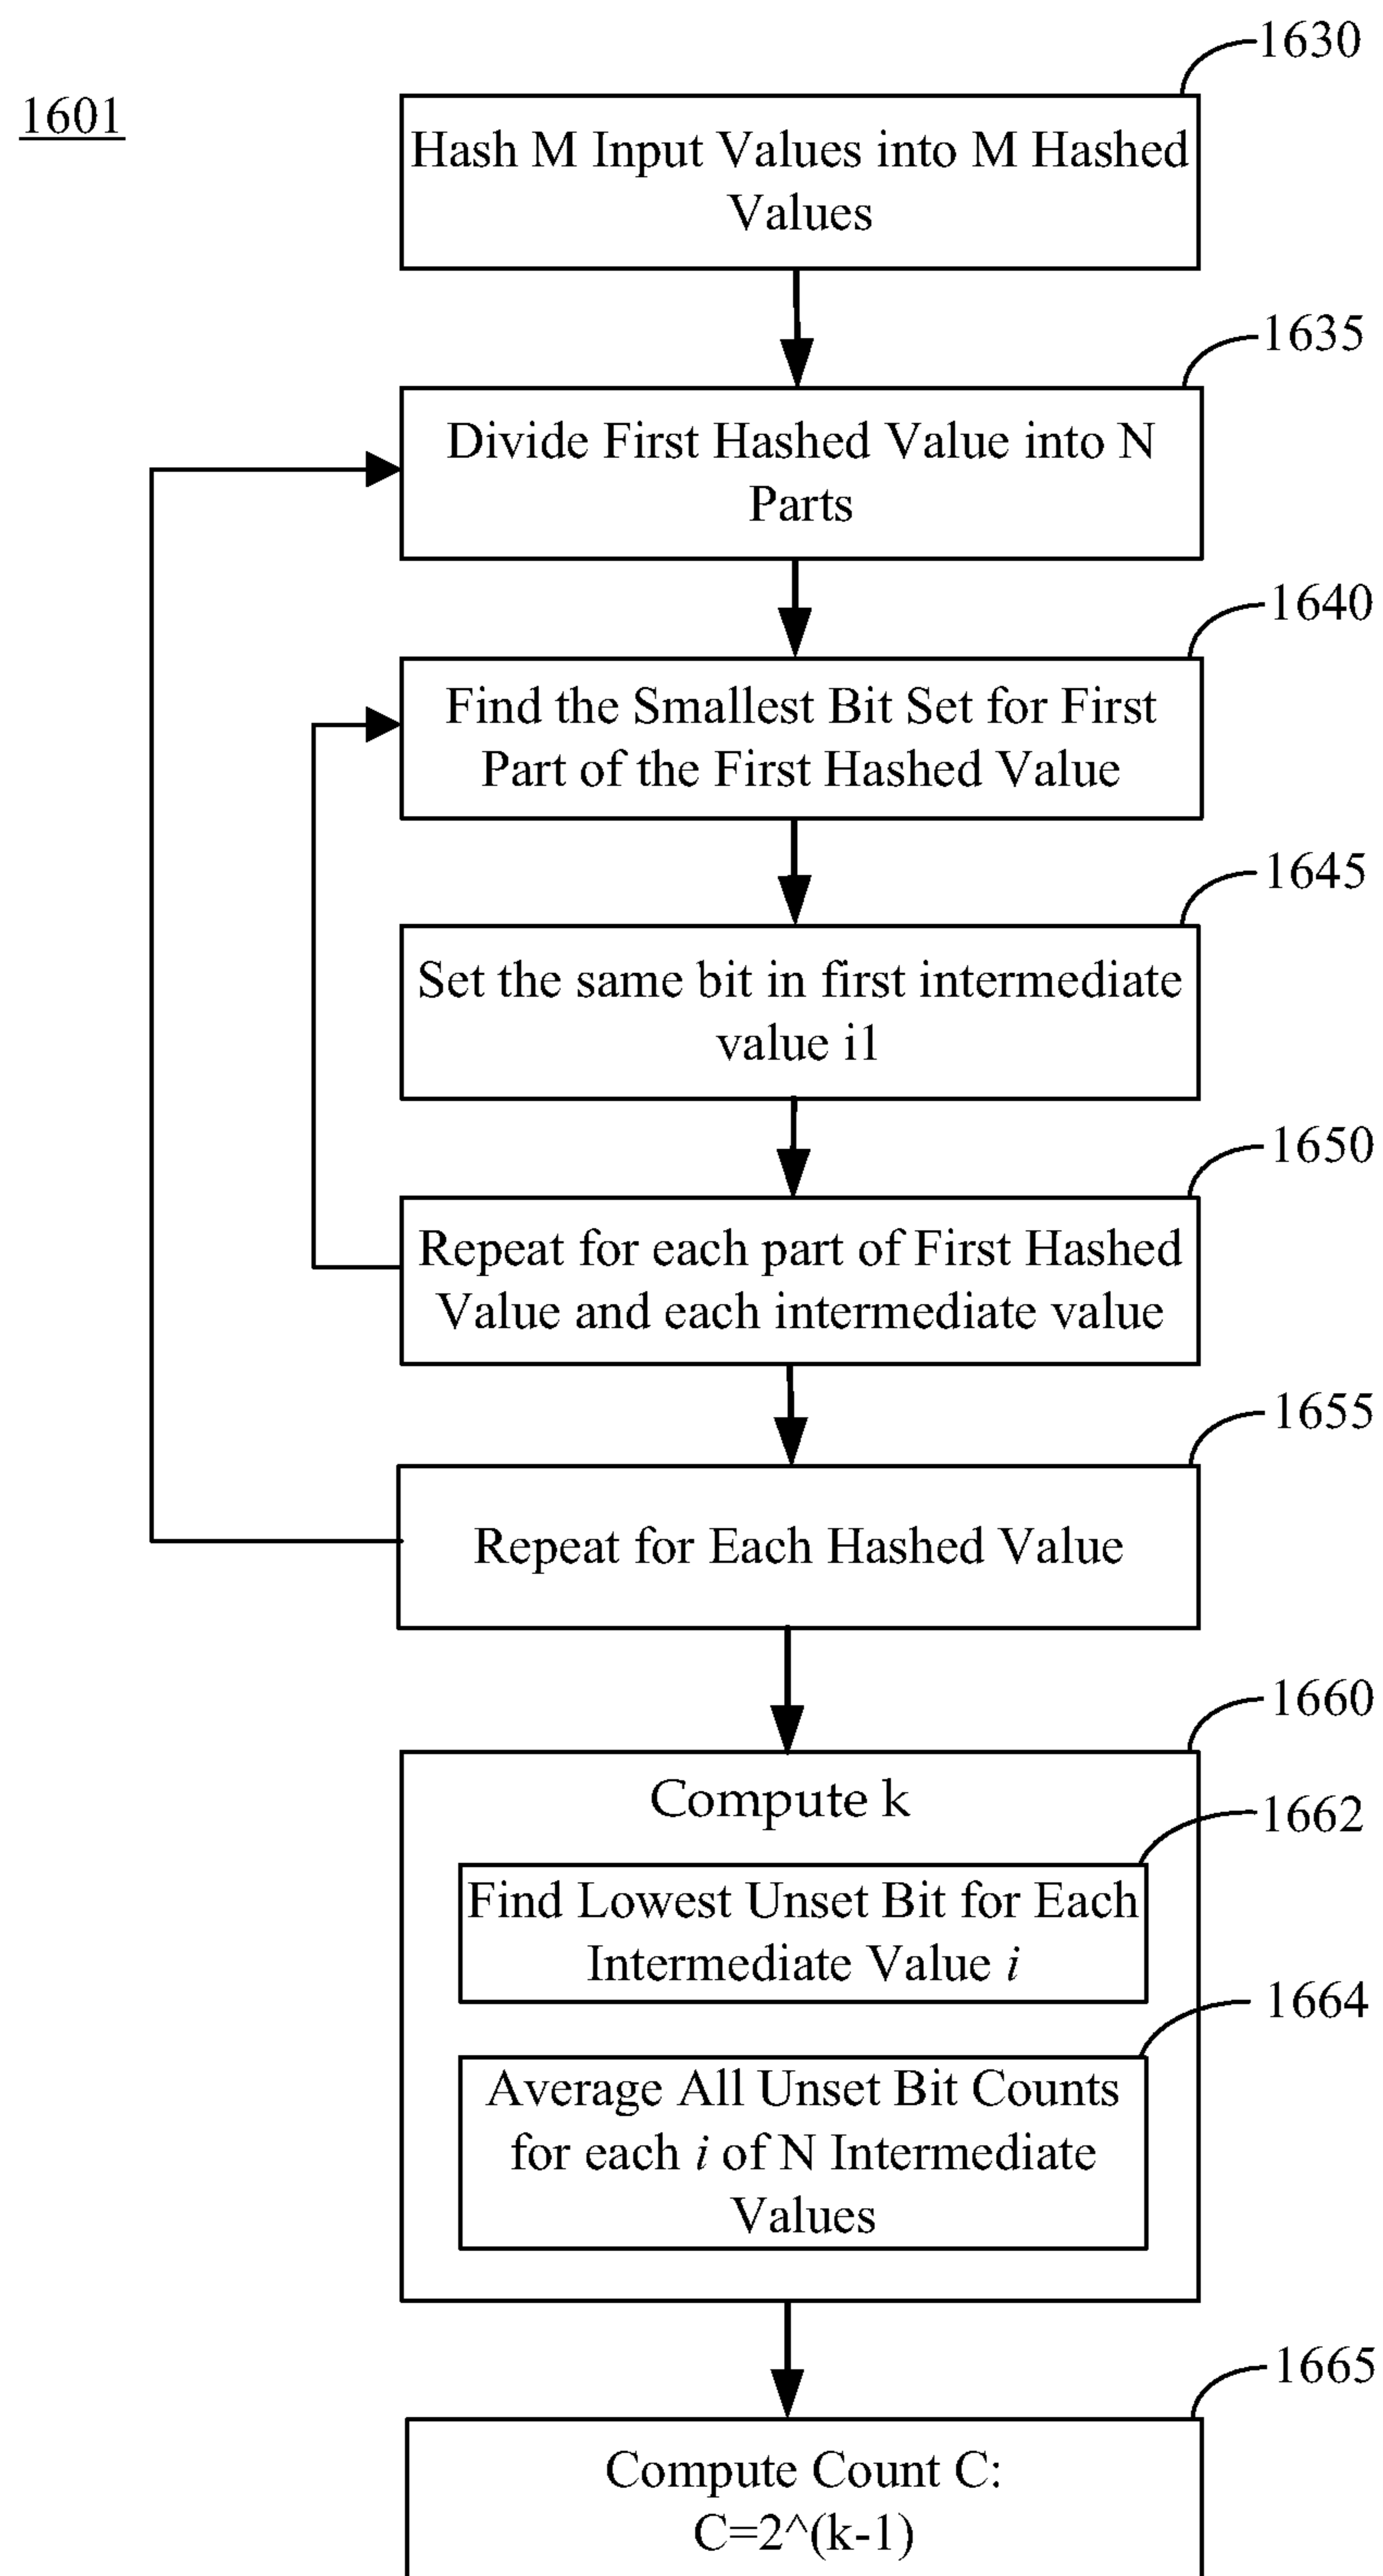 1601
1630
Hash M Input Values into M Hashed
Values
1635
Divide First Hashed Value into N
Parts
1640
Find the Smallest Bit Set for First
Part of the First Hashed Value
1645
Set the same bit in first intermediate
value i1
1650
Repeat for each part of First Hashed
Value and each intermediate value
1655
Repeat for Each Hashed Value
1660
Compute k
1662
Find Lowest Unset Bit for Each
Intermediate Value i
1664
Average All Unset Bit Counts
for each i of N Intermediate
Values
1665
Compute Count C:
C=2^(k-1)